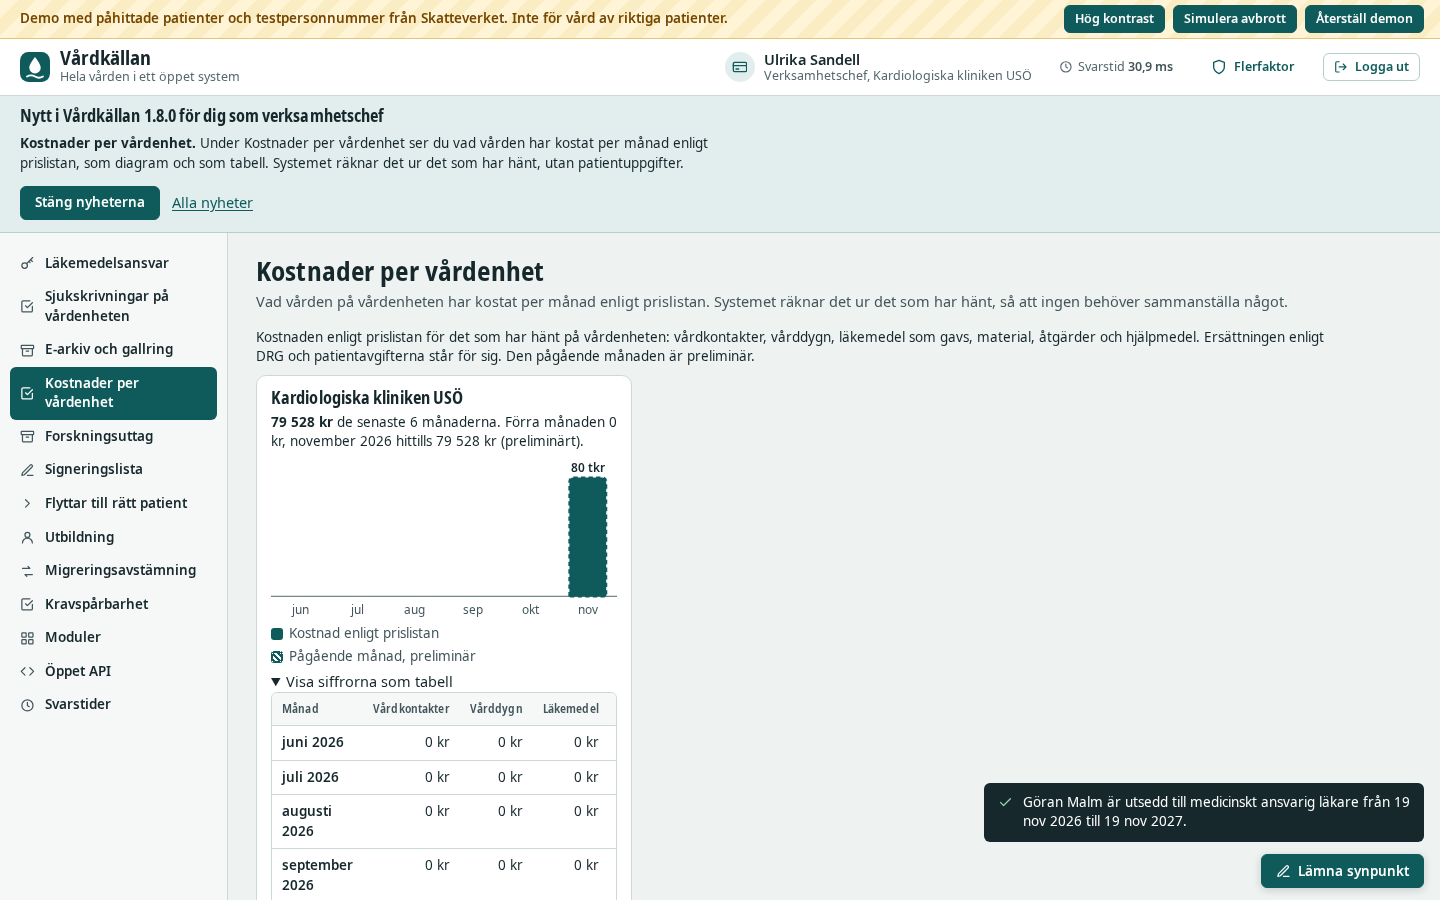 Demo med påhittade patienter och testpersonnummer från Skatteverket. Inte för vård av riktiga patienter.
Hög kontrast
Simulera avbrott
Återställ demon
Vårdkällan
Hela vården i ett öppet system
Ulrika Sandell
Verksamhetschef, Kardiologiska kliniken USÖ
Svarstid 30,9 ms
Flerfaktor
Logga ut
Nytt i Vårdkällan 1.8.0 för dig som verksamhetschef
Kostnader per vårdenhet. Under Kostnader per vårdenhet ser du vad vården har kostat per månad enligt
prislistan, som diagram och som tabell. Systemet räknar det ur det som har hänt, utan patientuppgifter.
Stäng nyheterna
Alla nyheter
Läkemedelsansvar
Sjukskrivningar på
vårdenheten
E-arkiv och gallring
Kostnader per
vårdenhet
Forskningsuttag
Signeringslista
Flyttar till rätt patient
Utbildning
Migreringsavstämning
Kravspårbarhet
Moduler
Öppet API
Svarstider
Kostnader per vårdenhet
Vad vården på vårdenheten har kostat per månad enligt prislistan. Systemet räknar det ur det som har hänt, så att ingen behöver sammanställa något.
Kostnaden enligt prislistan för det som har hänt på vårdenheten: vårdkontakter, vårddygn, läkemedel som gavs, material, åtgärder och hjälpmedel. Ersättningen enligt
DRG och patientavgifterna står för sig. Den pågående månaden är preliminär.
Kardiologiska kliniken USÖ
79 528 kr de senaste 6 månaderna. Förra månaden 0
kr, november 2026 hittills 79 528 kr (preliminärt).
80 tkr
jun jul aug sep okt nov
Kostnad enligt prislistan
Pågående månad, preliminär
Visa siffrorna som tabell
Månad Vårdkontakter Vårddygn Läkemedel
juni 2026 0 kr 0 kr 0 kr
juli 2026 0 kr 0 kr 0 kr
augusti
2026 0 kr 0 kr 0 kr
september
2026 0 kr 0 kr 0 kr
Göran Malm är utsedd till medicinskt ansvarig läkare från 19
nov 2026 till 19 nov 2027.
Lämna synpunkt